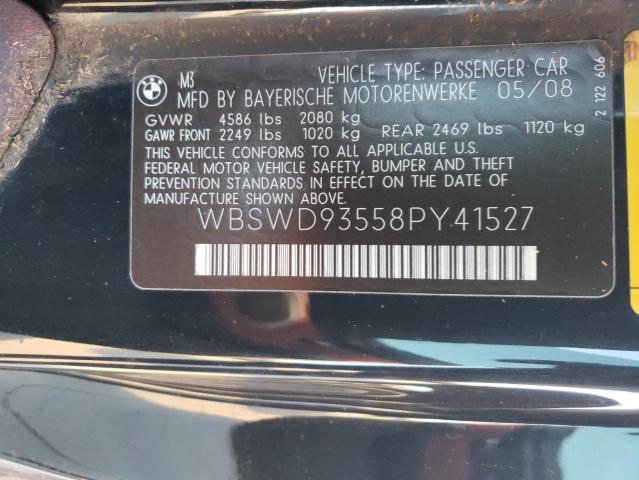 M3 VEHICLE TYPE: PASSENGER CAR
MFD BY BAYERISCHE MOTORENWERKE 05/08
GVWR 4586 lbs 2080 kg
GAWR FRONT 2249 lbs 1020 kg REAR 2469 lbs 1120 kg
THIS VEHICLE CONFORMS TO ALL APPLICABLE U.S.
FEDERAL MOTOR VEHICLE SAFETY, BUMPER AND THEFT
PREVENTION STANDARDS IN EFFECT ON THE DATE OF
MANUFACTURE SHOWN ABOVE.
WBSWD93558PY41527
2 122 606